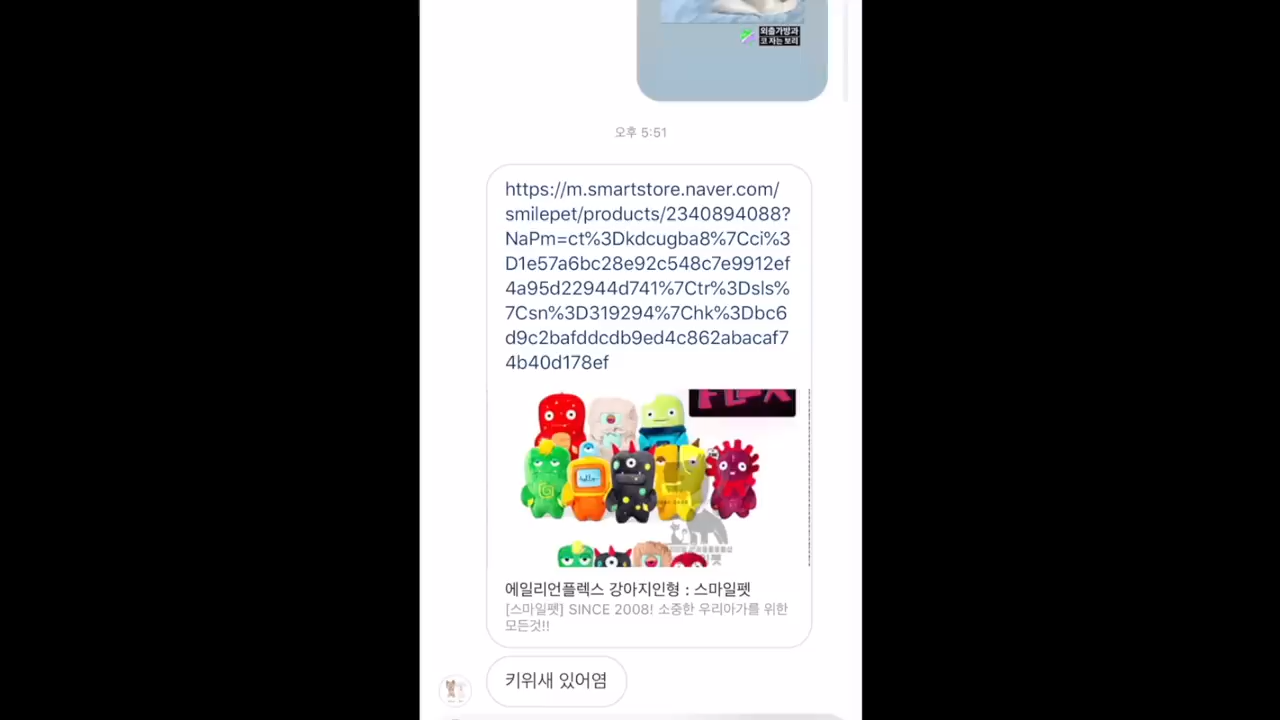 외출가방과
코 자는 보리
오후 5:51
https://m.smartstore.naver.com/
smilepet/products/2340894088?
NaPm=ct%3Dkdcugba8%7Cci%3
D1e57a6bc28e92c548c7e9912ef
4a95d22944d741%7Ctr%3Dsls%
7Csn%3D319294%7Chk%3Dbc6
d9c2bafddcdb9ed4c862abacaf7
4b40d178ef
FLEX
hello~
에일리언플렉스 강아지인형 : 스마일펫
[스마일펫] SINCE 2008! 소중한 우리아가를 위한
모든것!!
키위새 있어염